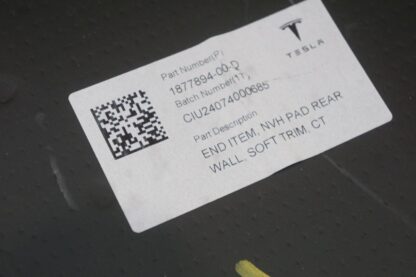 TESLA
Part Number(P)
1877894-00-D
Batch Number(1T)
CIU24074000685
Part Description
END ITEM, NVH PAD REAR
WALL, SOFT TRIM, CT